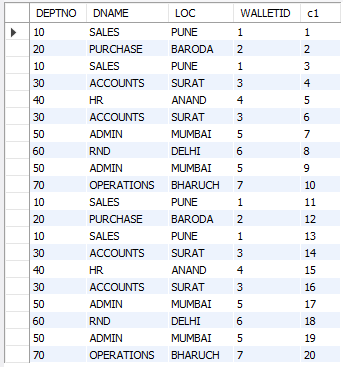 DEPTNO DNAME LOC WALLETID c1
10 SALES PUNE 1 1
20 PURCHASE BARODA 2 2
10 SALES PUNE 1 3
30 ACCOUNTS SURAT 3 4
40 HR ANAND 4 5
30 ACCOUNTS SURAT 3 6
50 ADMIN MUMBAI 5 7
60 RND DELHI 6 8
50 ADMIN MUMBAI 5 9
70 OPERATIONS BHARUCH 7 10
10 SALES PUNE 1 11
20 PURCHASE BARODA 2 12
10 SALES PUNE 1 13
30 ACCOUNTS SURAT 3 14
40 HR ANAND 4 15
30 ACCOUNTS SURAT 3 16
50 ADMIN MUMBAI 5 17
60 RND DELHI 6 18
50 ADMIN MUMBAI 5 19
70 OPERATIONS BHARUCH 7 20